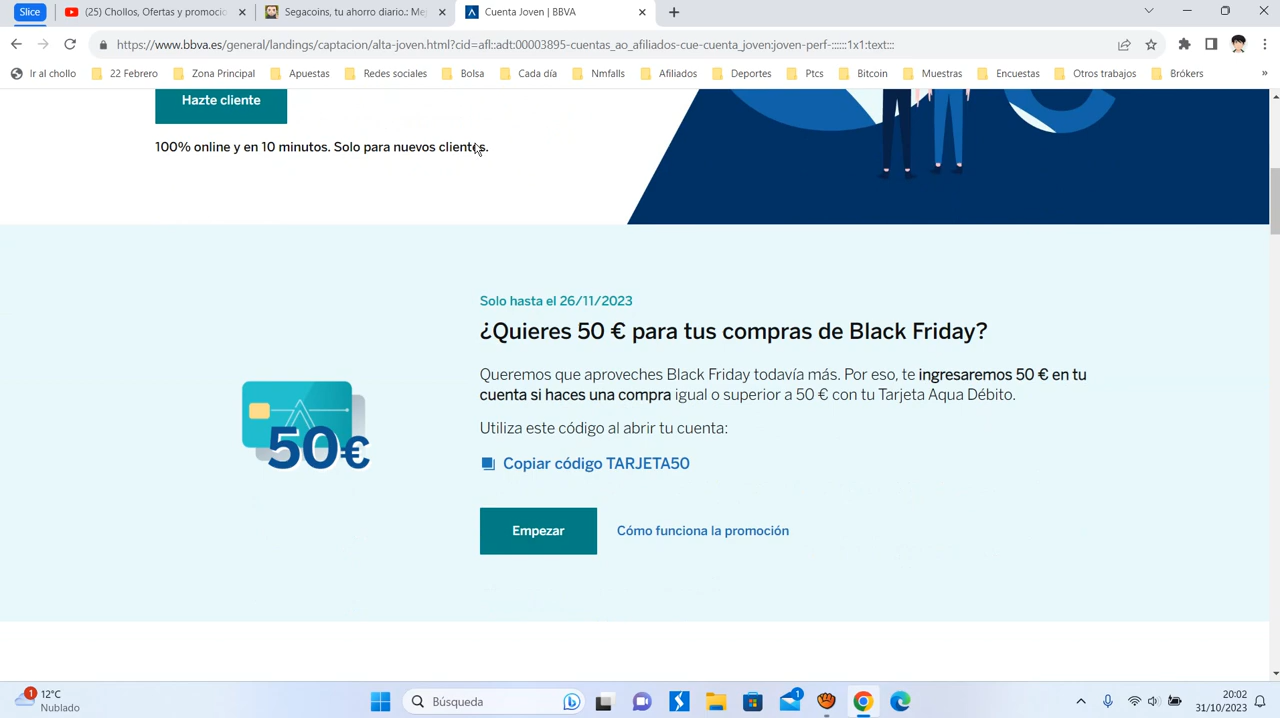 Slice
(25) Chollos, Ofertas y promocio
Segacoins, tu ahorro diario.: Me
Cuenta Joven | BBVA
https://www.bbva.es/general/landings/captacion/alta-joven.html?cid=afl::adt:00008895-cuentas_ao_afiliados-cue-cuenta_joven:joven-perf-::::::1x1:text:::
Ir al chollo
22 Febrero
Zona Principal
Apuestas
Redes sociales
Bolsa
Cada día
Nmfalls
Afiliados
Deportes
Ptcs
Bitcoin
Muestras
Encuestas
Otros trabajos
Brókers
»
Hazte cliente
100% online y en 10 minutos. Solo para nuevos clientes.
Solo hasta el 26/11/2023
¿Quieres 50 € para tus compras de Black Friday?
Queremos que aproveches Black Friday todavía más. Por eso, te ingresaremos 50 € en tu
cuenta si haces una compra igual o superior a 50 € con tu Tarjeta Aqua Débito.
50€
Utiliza este código al abrir tu cuenta:
Copiar código TARJETA50
Empezar
Cómo funciona la promoción
1
12°C
Nublado
Búsqueda
1
20:02
31/10/2023